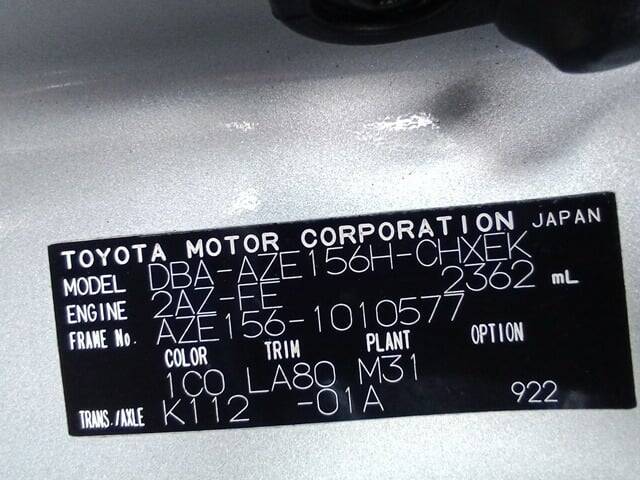 TOYOTA MOTOR CORPORATION JAPAN
MODEL DBA-AZE156H-CHXEK
ENGINE 2AZ-FE 2362 mL
FRAME No. AZE156-1010577
COLOR TRIM PLANT OPTION
1C0 LA80 M31
TRANS./AXLE K112 -01A 922